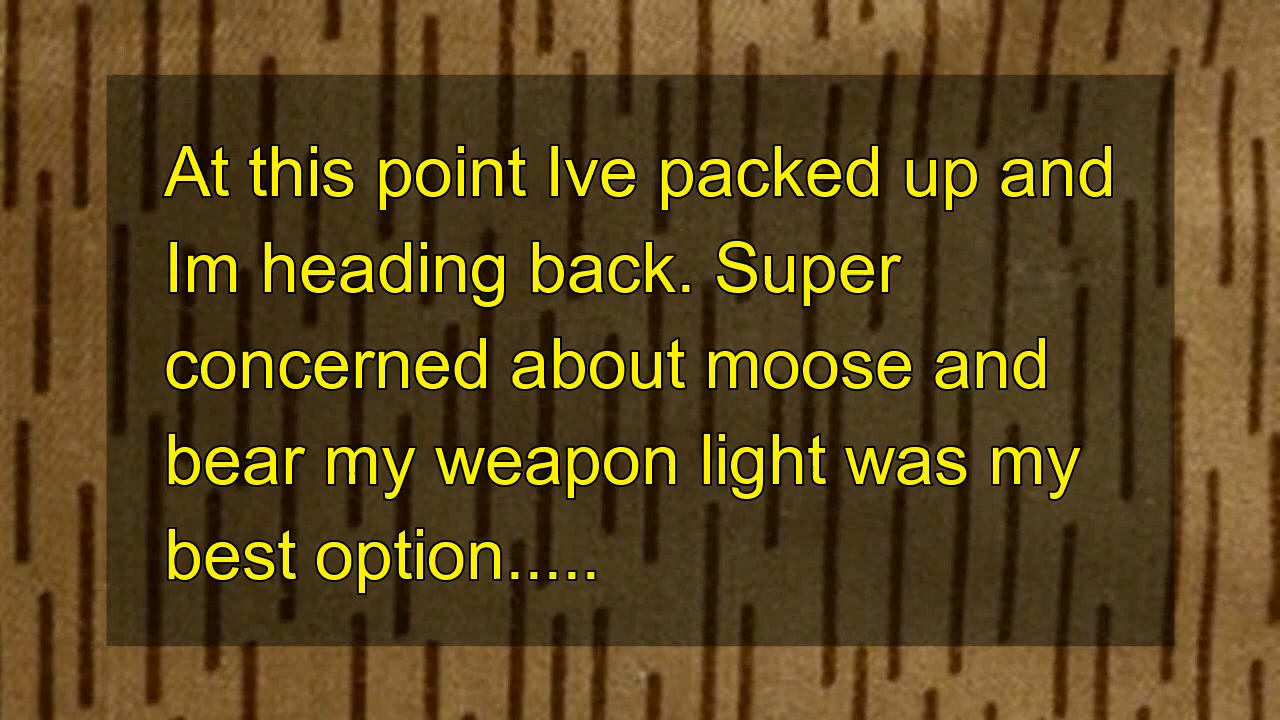 At this point Ive packed up and
Im heading back. Super
concerned about moose and
bear my weapon light was my
best option.....